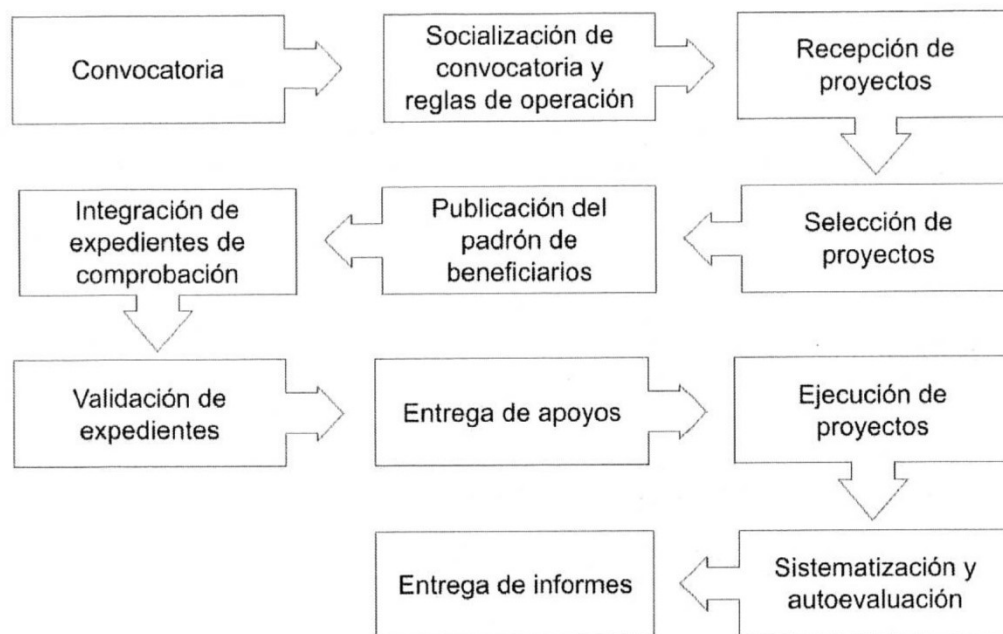 Convocatoria
Socialización de
convocatoria y
reglas de operación
Recepción de
proyectos
Selección de
proyectos
Publicación del
padrón de
beneficiarios
Integración de
expedientes de
comprobación
Validación de
expedientes
Entrega de apoyos
Ejecución de
proyectos
Sistematización y
autoevaluación
Entrega de informes